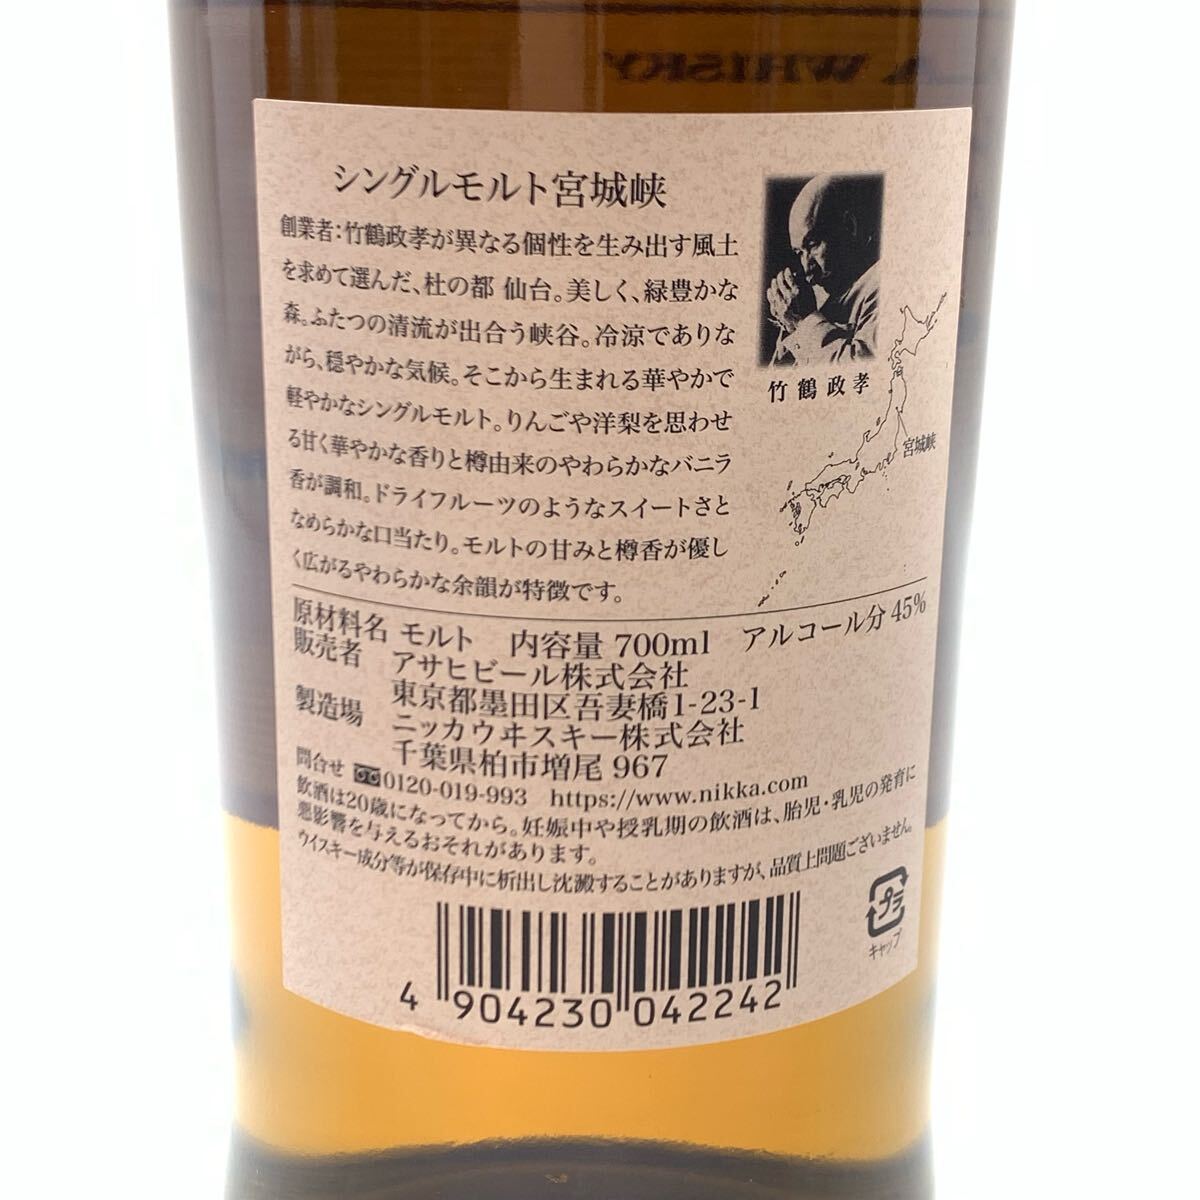 WHISKY
シングルモルト宮城峡
創業者:竹鶴政孝が異なる個性を生み出す風土
を求めて選んだ、杜の都 仙台。美しく、緑豊かな
森。ふたつの清流が出合う峡谷。冷涼でありな
がら、穏やかな気候。そこから生まれる華やかで
軽やかなシングルモルト。りんごや洋梨を思わせ
る甘く華やかな香りと樽由来のやわらかなバニラ
香が調和。ドライフルーツのようなスイートさと
なめらかな口当たり。モルトの甘みと樽香が優し
く広がるやわらかな余韻が特徴です。
竹鶴政孝
宮城峡
原材料名 モルト 内容量 700ml アルコール分 45%
販売者 アサヒビール株式会社
東京都墨田区吾妻橋1-23-1
製造場 ニッカウヰスキー株式会社
千葉県柏市増尾 967
問合せ 0120-019-993 https://www.nikka.com
飲酒は20歳になってから。妊娠中や授乳期の飲酒は、胎児・乳児の発育に
悪影響を与えるおそれがあります。
ウイスキー成分等が保存中に析出し沈澱することがありますが、品質上問題ございません。
プラ
キャップ
4 904230 042242